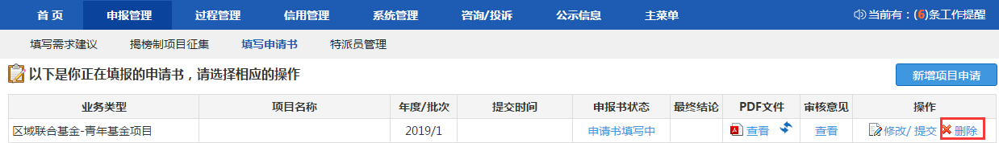 首 页 申报管理 过程管理 信用管理 系统管理 咨询/投诉 公示信息 主菜单 当前有：(6)条工作提醒
填写需求建议 揭榜制项目征集 填写申请书 特派员管理
以下是你正在填报的申请书，请选择相应的操作 新增项目申请
业务类型 项目名称 年度/批次 提交时间 申报书状态 最终结论 PDF文件 审核意见 操作
区域联合基金-青年基金项目 2019/1 申请书填写中 查看 查看 修改/ 提交 删除